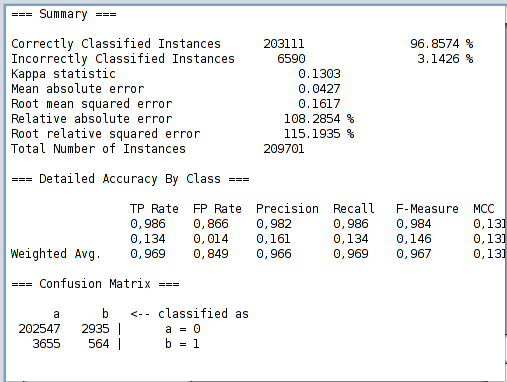 === Summary ===
Correctly Classified Instances 203111 96.8574 %
Incorrectly Classified Instances 6590 3.1426 %
Kappa statistic 0.1303
Mean absolute error 0.0427
Root mean squared error 0.1617
Relative absolute error 108.2854 %
Root relative squared error 115.1935 %
Total Number of Instances 209701
=== Detailed Accuracy By Class ===
TP Rate FP Rate Precision Recall F-Measure MCC
0,986 0,866 0,982 0,986 0,984 0,131
0,134 0,014 0,161 0,134 0,146 0,131
Weighted Avg. 0,969 0,849 0,966 0,969 0,967 0,131
=== Confusion Matrix ===
a b <-- classified as
202547 2935 | a = 0
3655 564 | b = 1